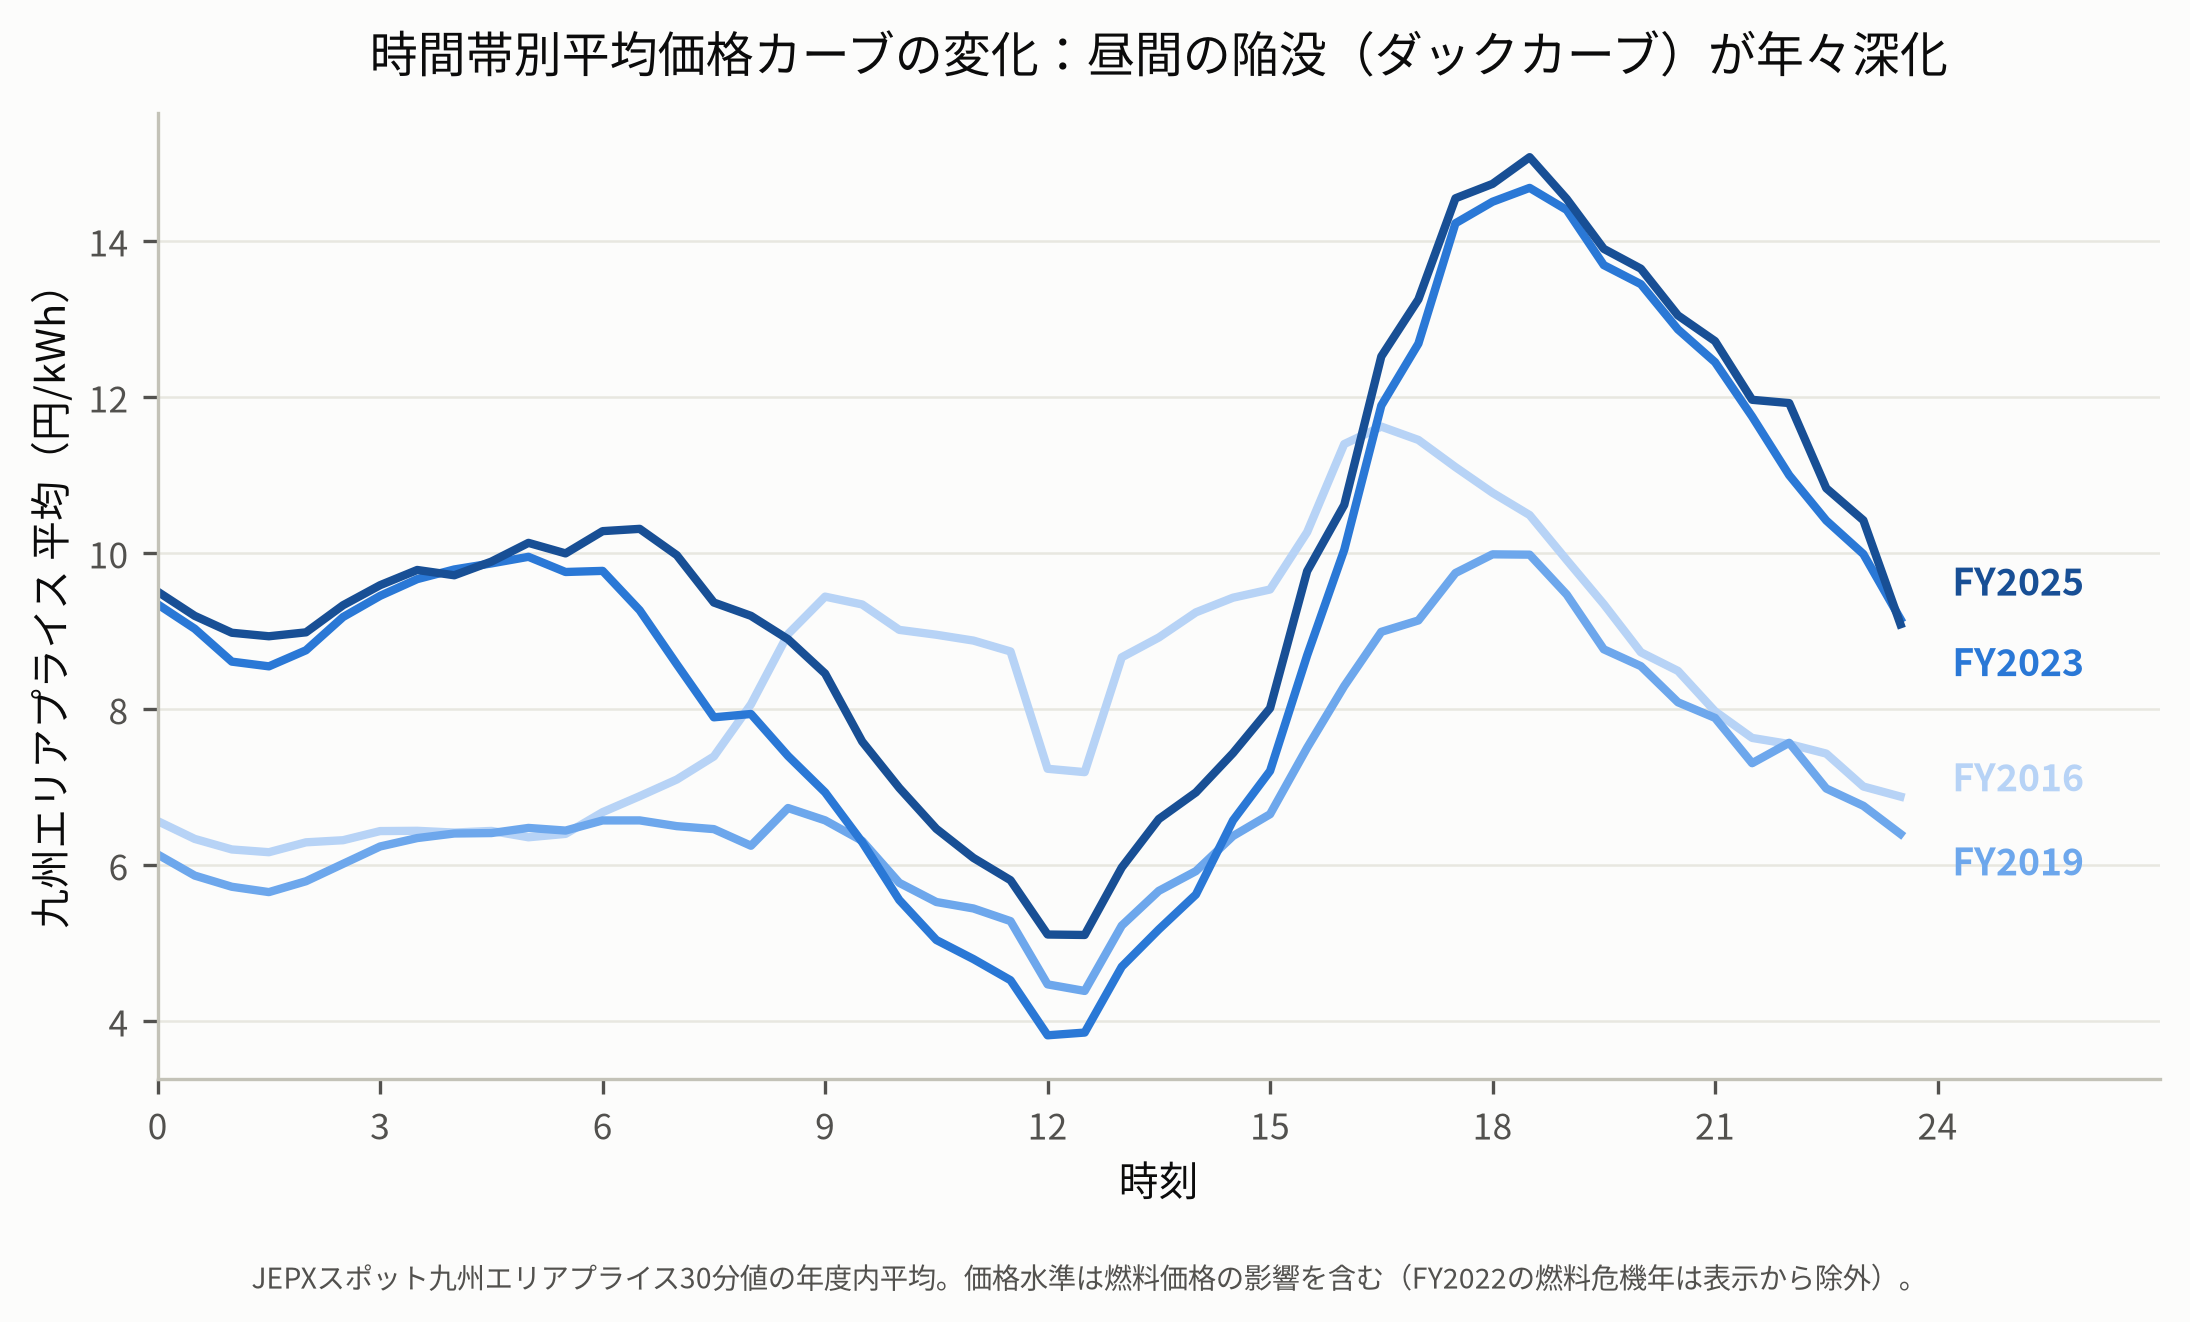 時間帯別平均価格カーブの変化：昼間の陥没（ダックカーブ）が年々深化
九州エリアプライス 平均（円/kWh）
14
12
10
8
6
4
FY2025
FY2023
FY2016
FY2019
0 3 6 9 12 15 18 21 24
時刻
JEPXスポット九州エリアプライス30分値の年度内平均。価格水準は燃料価格の影響を含む（FY2022の燃料危機年は表示から除外）。